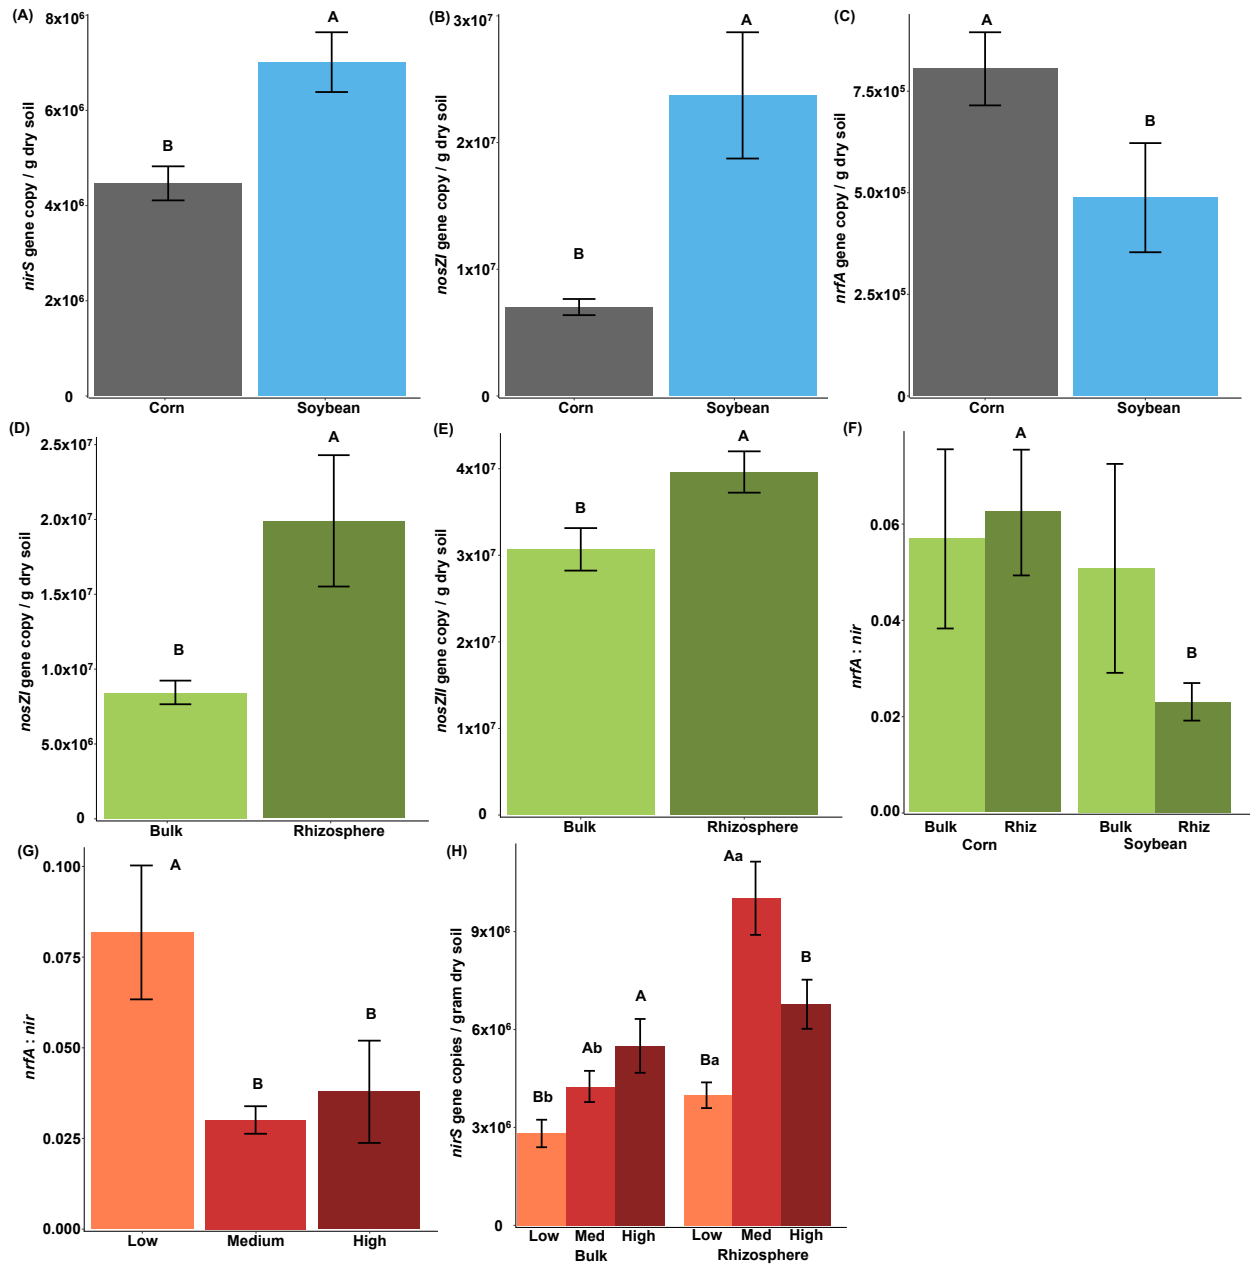 (A)
nirS gene copy / g dry soil
8x10⁶
6x10⁶
4x10⁶
2x10⁶
0
B
A
Corn
Soybean
(B)
nosZI gene copy / g dry soil
3x10⁷
2x10⁷
1x10⁷
0
B
A
Corn
Soybean
(C)
nrfA gene copy / g dry soil
7.5x10⁵
5.0x10⁵
2.5x10⁵
0
A
B
Corn
Soybean
(D)
nosZI gene copy / g dry soil
2.5x10⁷
2.0x10⁷
1.5x10⁷
1.0x10⁷
5.0x10⁶
0
B
A
Bulk
Rhizosphere
(E)
nosZII gene copy / g dry soil
4x10⁷
3x10⁷
2x10⁷
1x10⁷
0
B
A
Bulk
Rhizosphere
(F)
nrfA : nir
0.06
0.04
0.02
0.00
A
B
Bulk Rhiz Bulk Rhiz
Corn Soybean
(G)
nrfA : nir
0.100
0.075
0.050
0.025
0.000
A
B
B
Low Medium High
(H)
nirS gene copies / gram dry soil
9x10⁶
6x10⁶
3x10⁶
0
Bb
Ab
A
Ba
Aa
B
Low Med High Low Med High
Bulk Rhizosphere